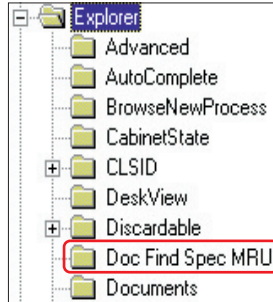 Explorer
Advanced
AutoComplete
BrowseNewProcess
CabinetState
CLSID
DeskView
Discardable
Doc Find Spec MRU
Documents